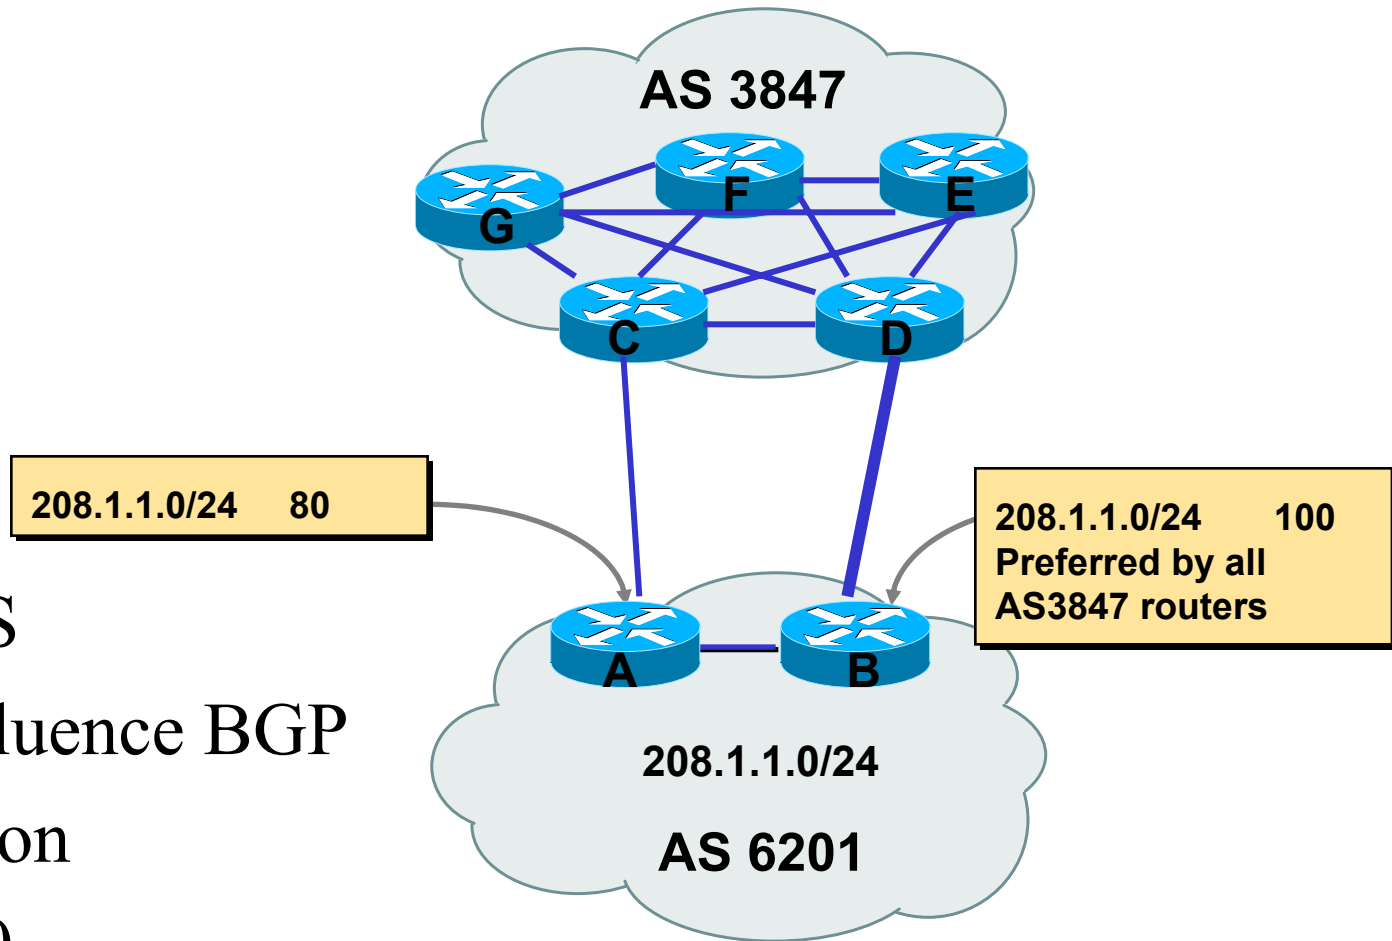 AS 3847
F
E
G
C
D
208.1.1.0/24 80
208.1.1.0/24 100
Preferred by all
AS3847 routers
S
luence BGP
on
A
B
208.1.1.0/24
AS 6201